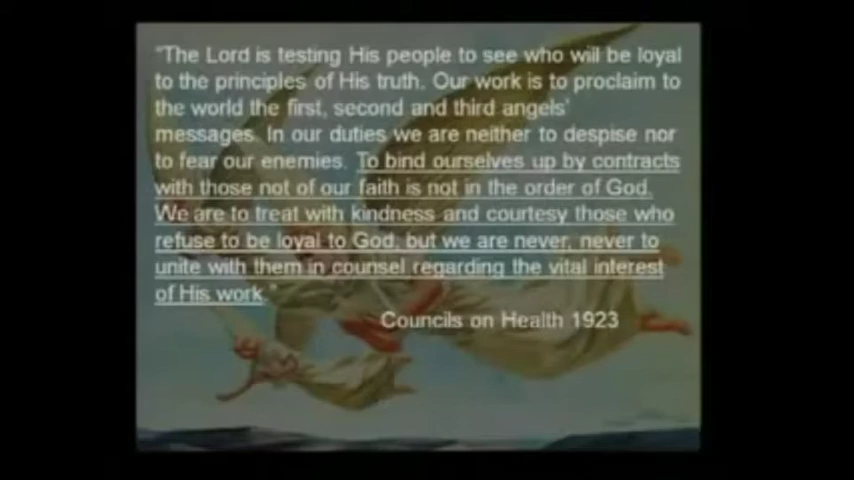 "The Lord is testing His people to see who will be loyal
to the principles of His truth. Our work is to proclaim to
the world the first, second and third angels'
messages. In our duties we are neither to despise nor
to fear our enemies. To bind ourselves up by contracts
with those not of our faith is not in the order of God.
We are to treat with kindness and courtesy those who
refuse to be loyal to God, but we are never, never to
unite with them in counsel regarding the vital interest
of His work."
Councils on Health 1923